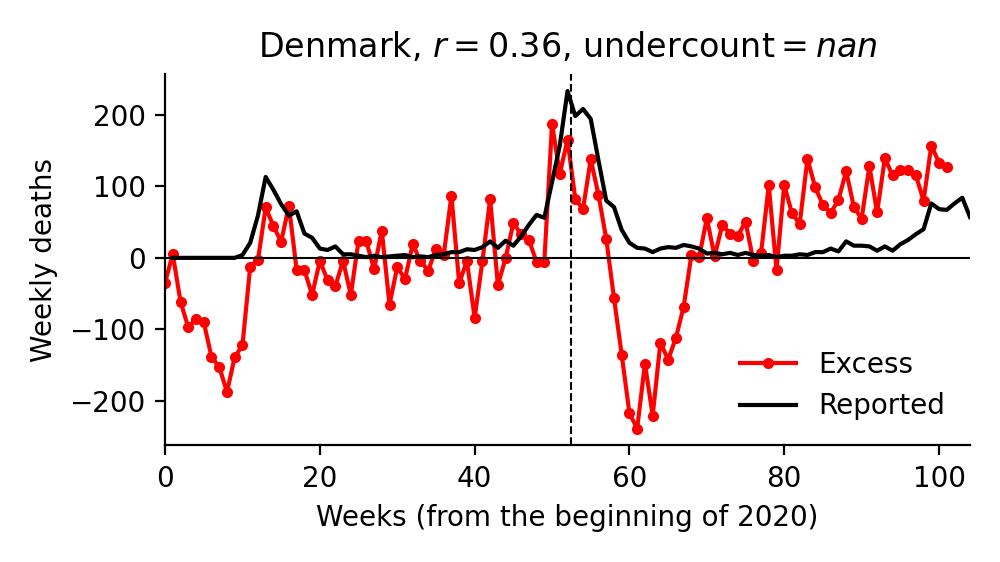 Denmark, r = 0.36, undercount = nan
Weekly deaths
200
100
0
−100
−200
Excess
Reported
0 20 40 60 80 100
Weeks (from the beginning of 2020)